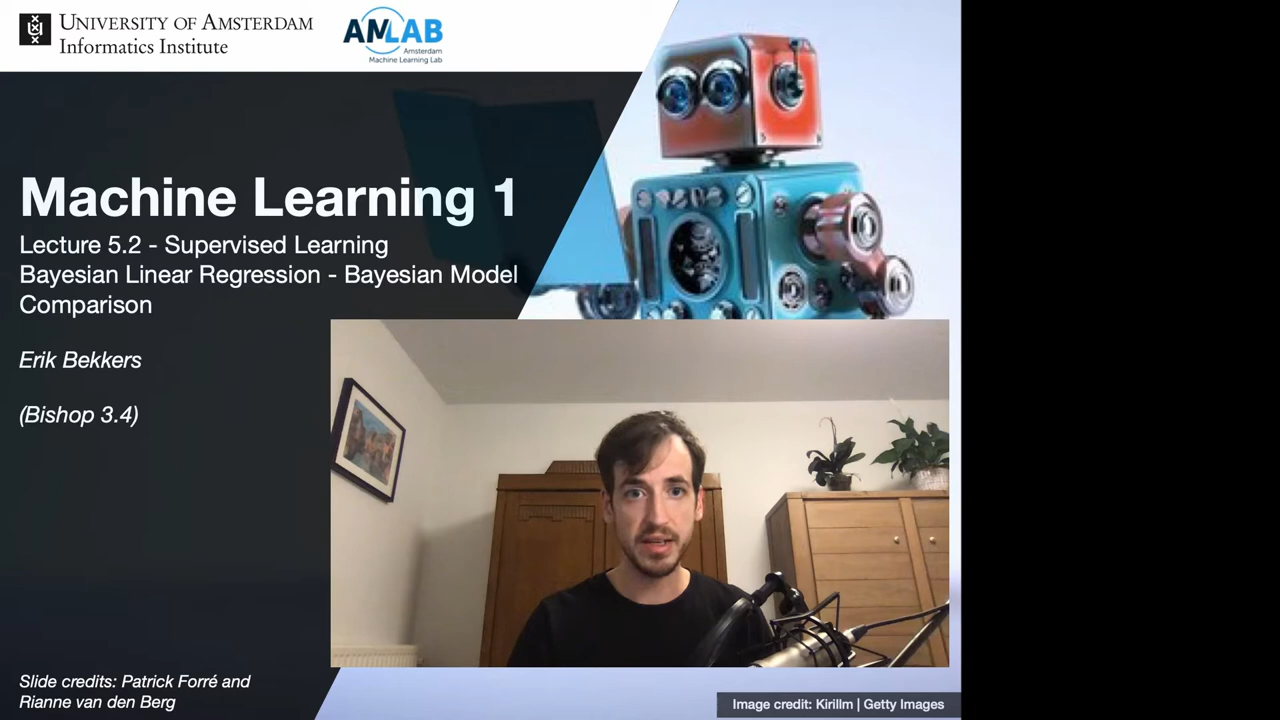 UNIVERSITY OF AMSTERDAM
Informatics Institute
AMLAB
Amsterdam
Machine Learning Lab
Machine Learning 1
Lecture 5.2 - Supervised Learning
Bayesian Linear Regression - Bayesian Model
Comparison
Erik Bekkers
(Bishop 3.4)
Slide credits: Patrick Forré and
Rianne van den Berg
Image credit: Kirillm | Getty Images